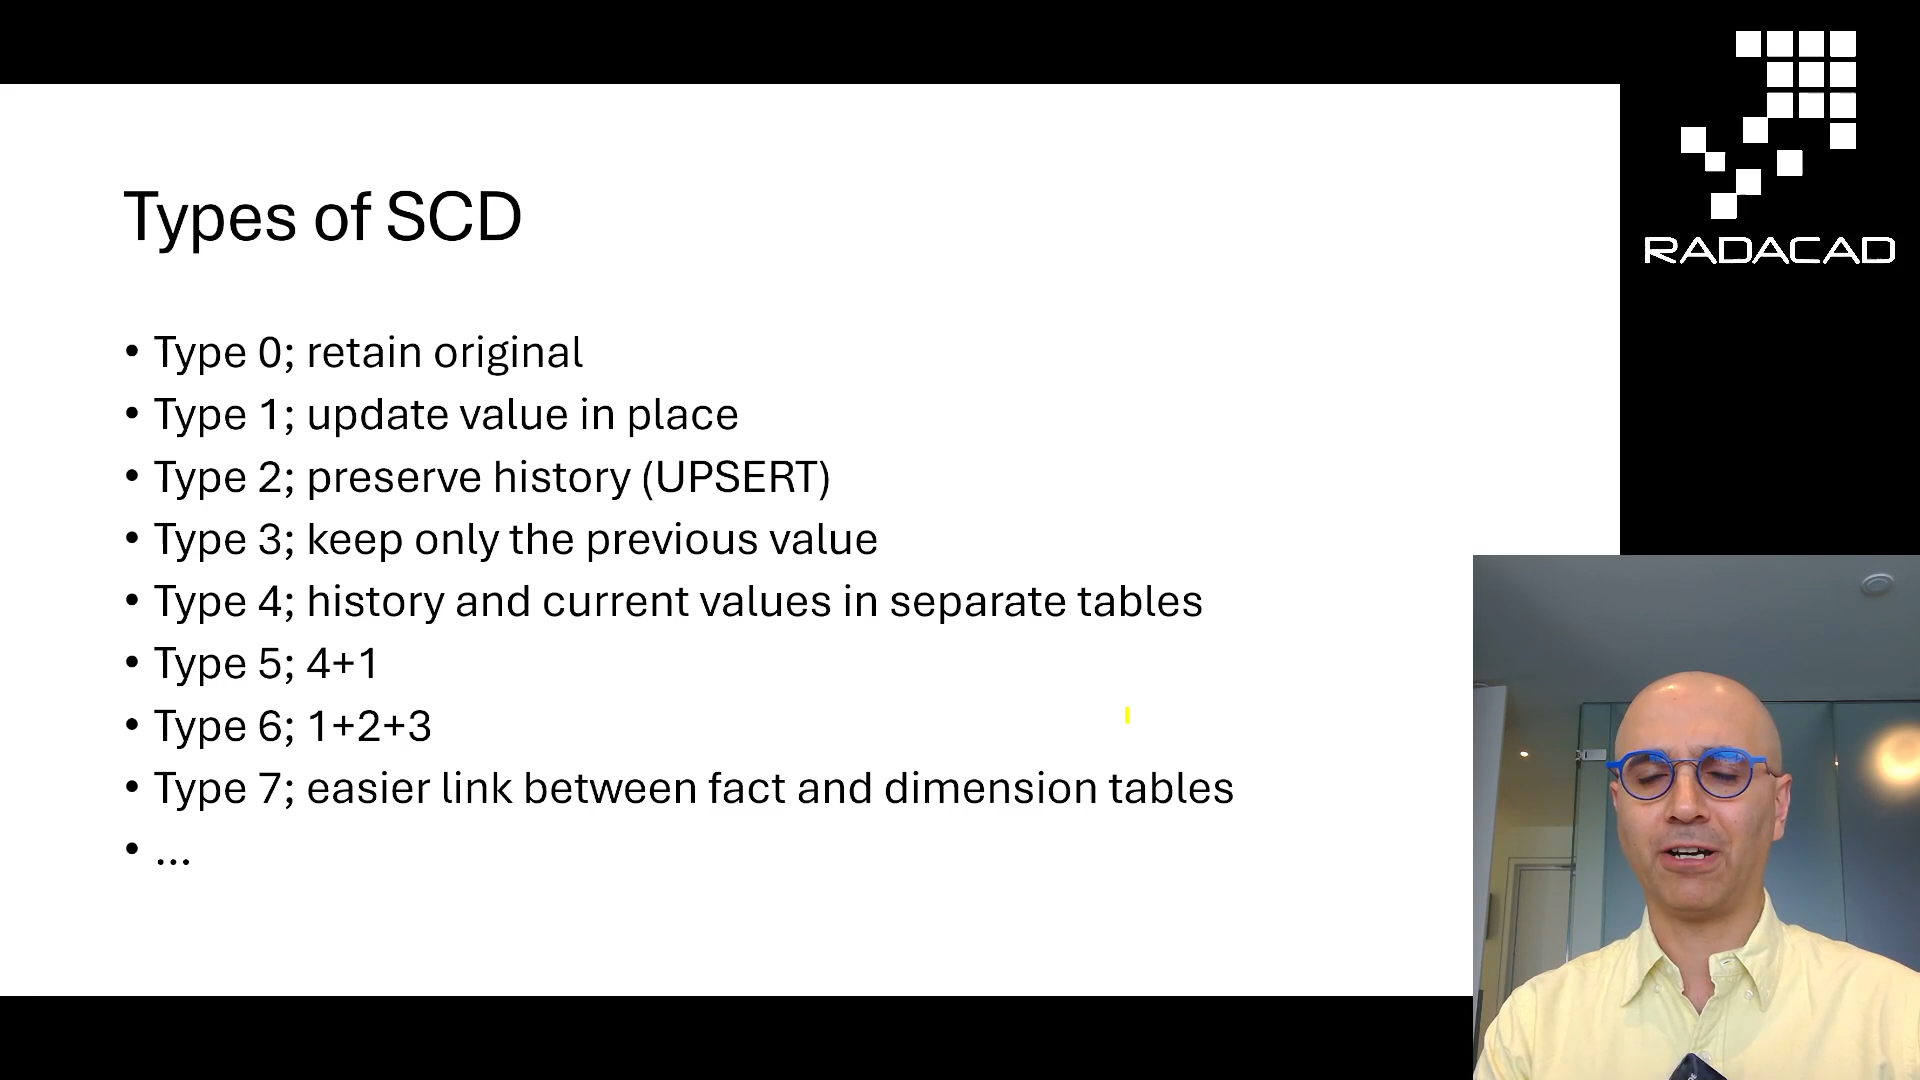 RADACAD
Types of SCD
• Type 0; retain original
• Type 1; update value in place
• Type 2; preserve history (UPSERT)
• Type 3; keep only the previous value
• Type 4; history and current values in separate tables
• Type 5; 4+1
• Type 6; 1+2+3
• Type 7; easier link between fact and dimension tables
• ...